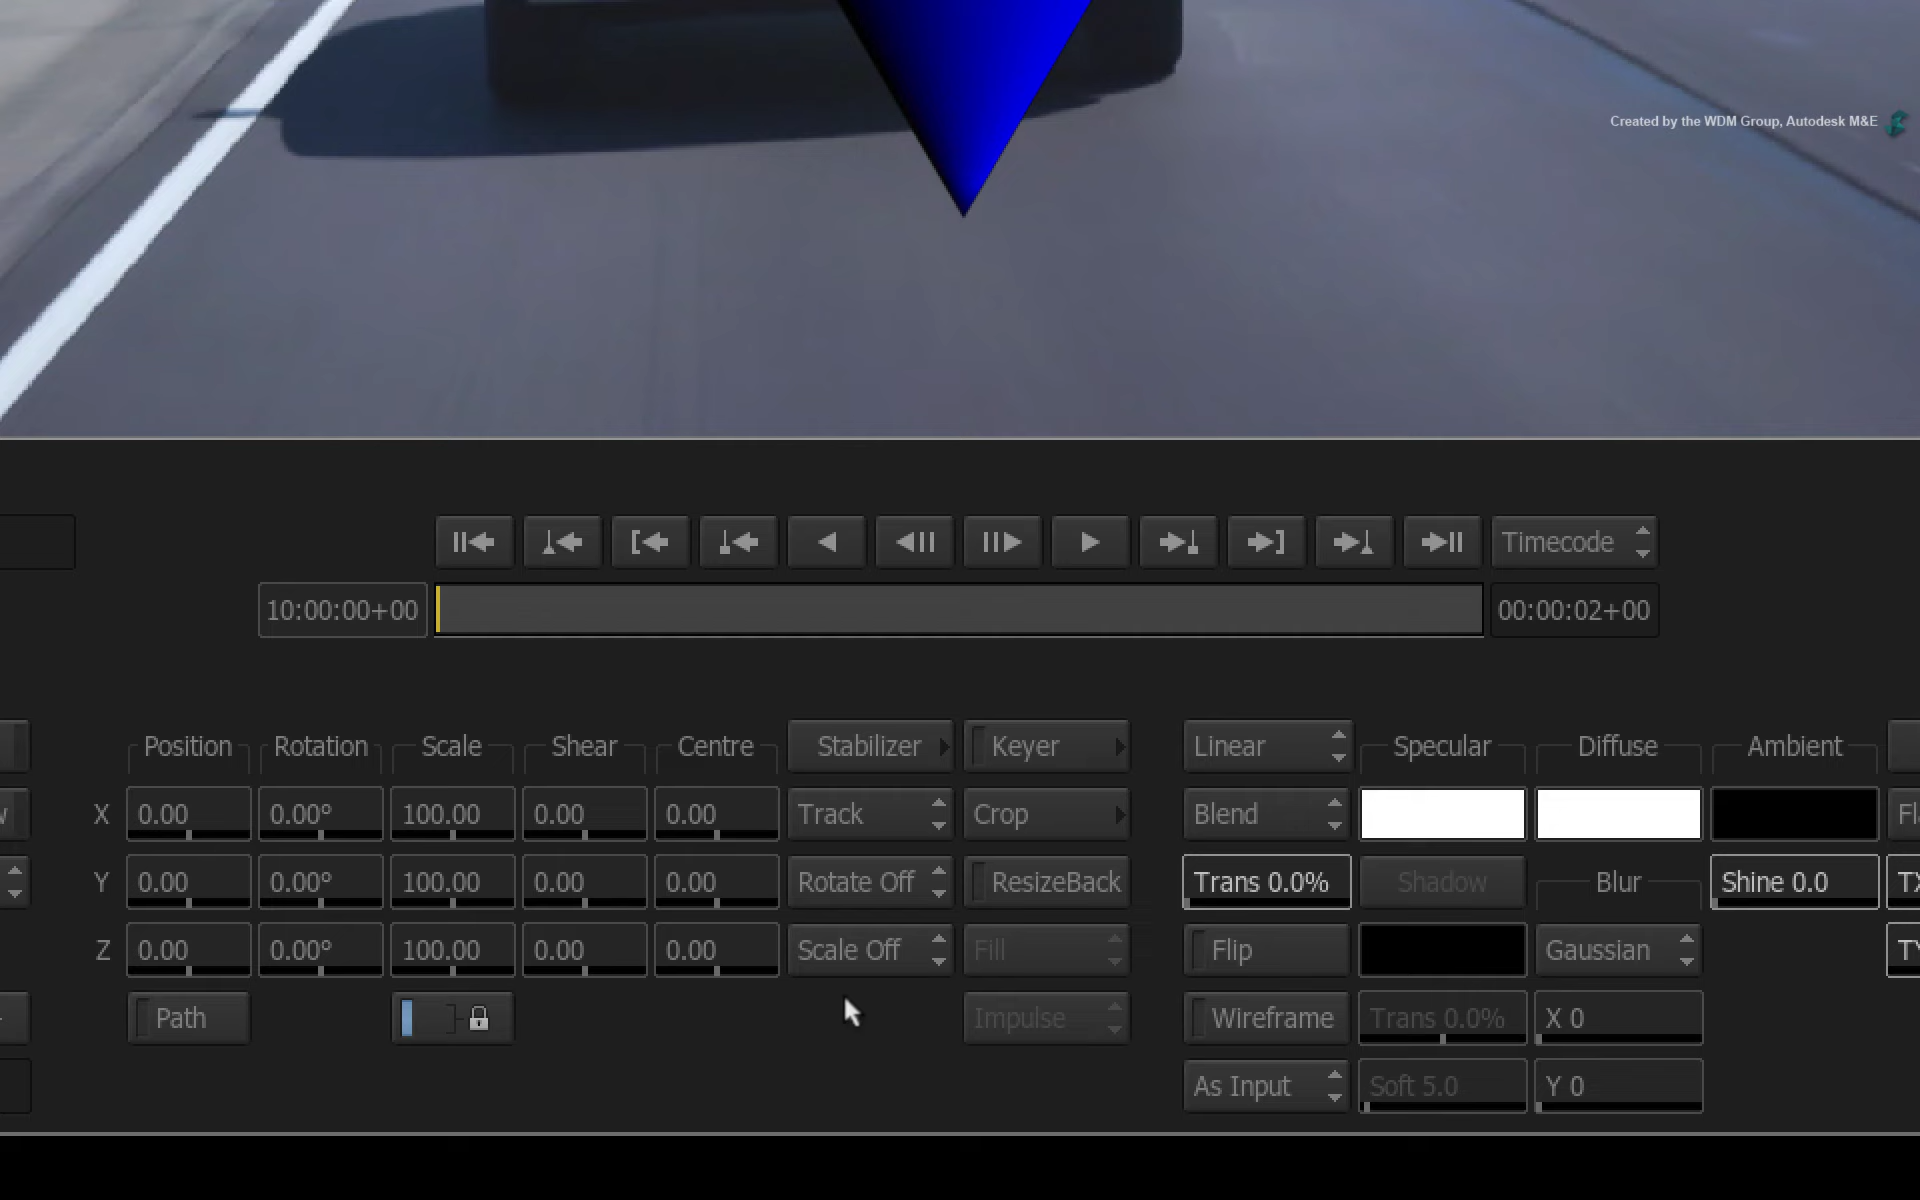 Created by the WDM Group, Autodesk M&E
Timecode
10:00:00+00
00:00:02+00
Position Rotation Scale Shear Centre Stabilizer Keyer Linear Specular Diffuse Ambient
X 0.00 0.00° 100.00 0.00 0.00 Track Crop Blend
Y 0.00 0.00° 100.00 0.00 0.00 Rotate Off ResizeBack Trans 0.0% Shadow Blur Shine 0.0
Z 0.00 0.00° 100.00 0.00 0.00 Scale Off Fill Flip Gaussian
Path Impulse Wireframe Trans 0.0% X 0
As Input Soft 5.0 Y 0